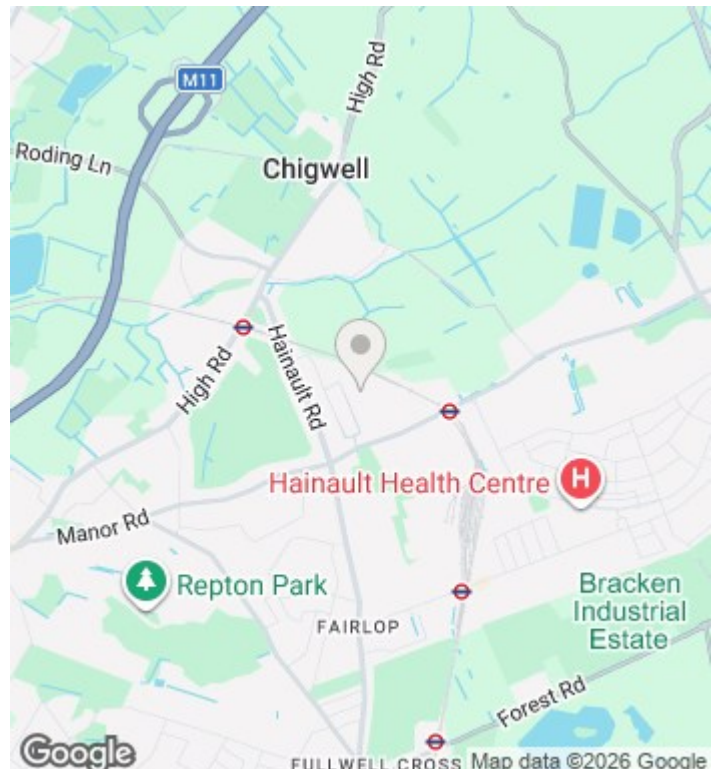 M11
High Rd
Roding Ln
Chigwell
High Rd
Hainault Rd
Hainault Health Centre
H
Manor Rd
Repton Park
Bracken
Industrial
Estate
FAIRLOP
Forest Rd
FULLWELL CROSS
Google
Map data ©2026 Google